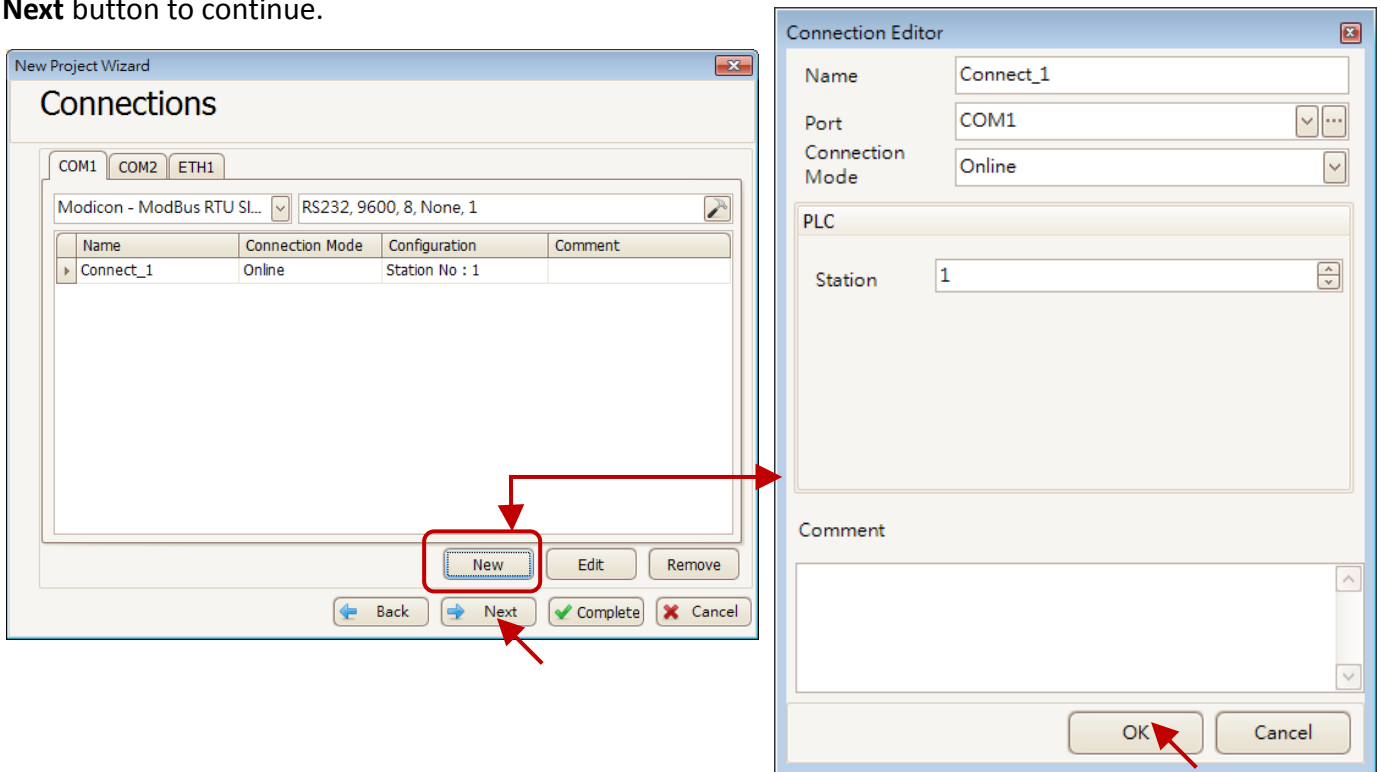 Next button to continue.
New Project Wizard
Connections
COM1 COM2 ETH1
Modicon - ModBus RTU Sl... RS232, 9600, 8, None, 1
Name Connection Mode Configuration Comment
Connect_1 Online Station No : 1
New Edit Remove
Back Next Complete Cancel
Connection Editor
Name Connect_1
Port COM1
Connection
Mode Online
PLC
Station 1
Comment
OK Cancel